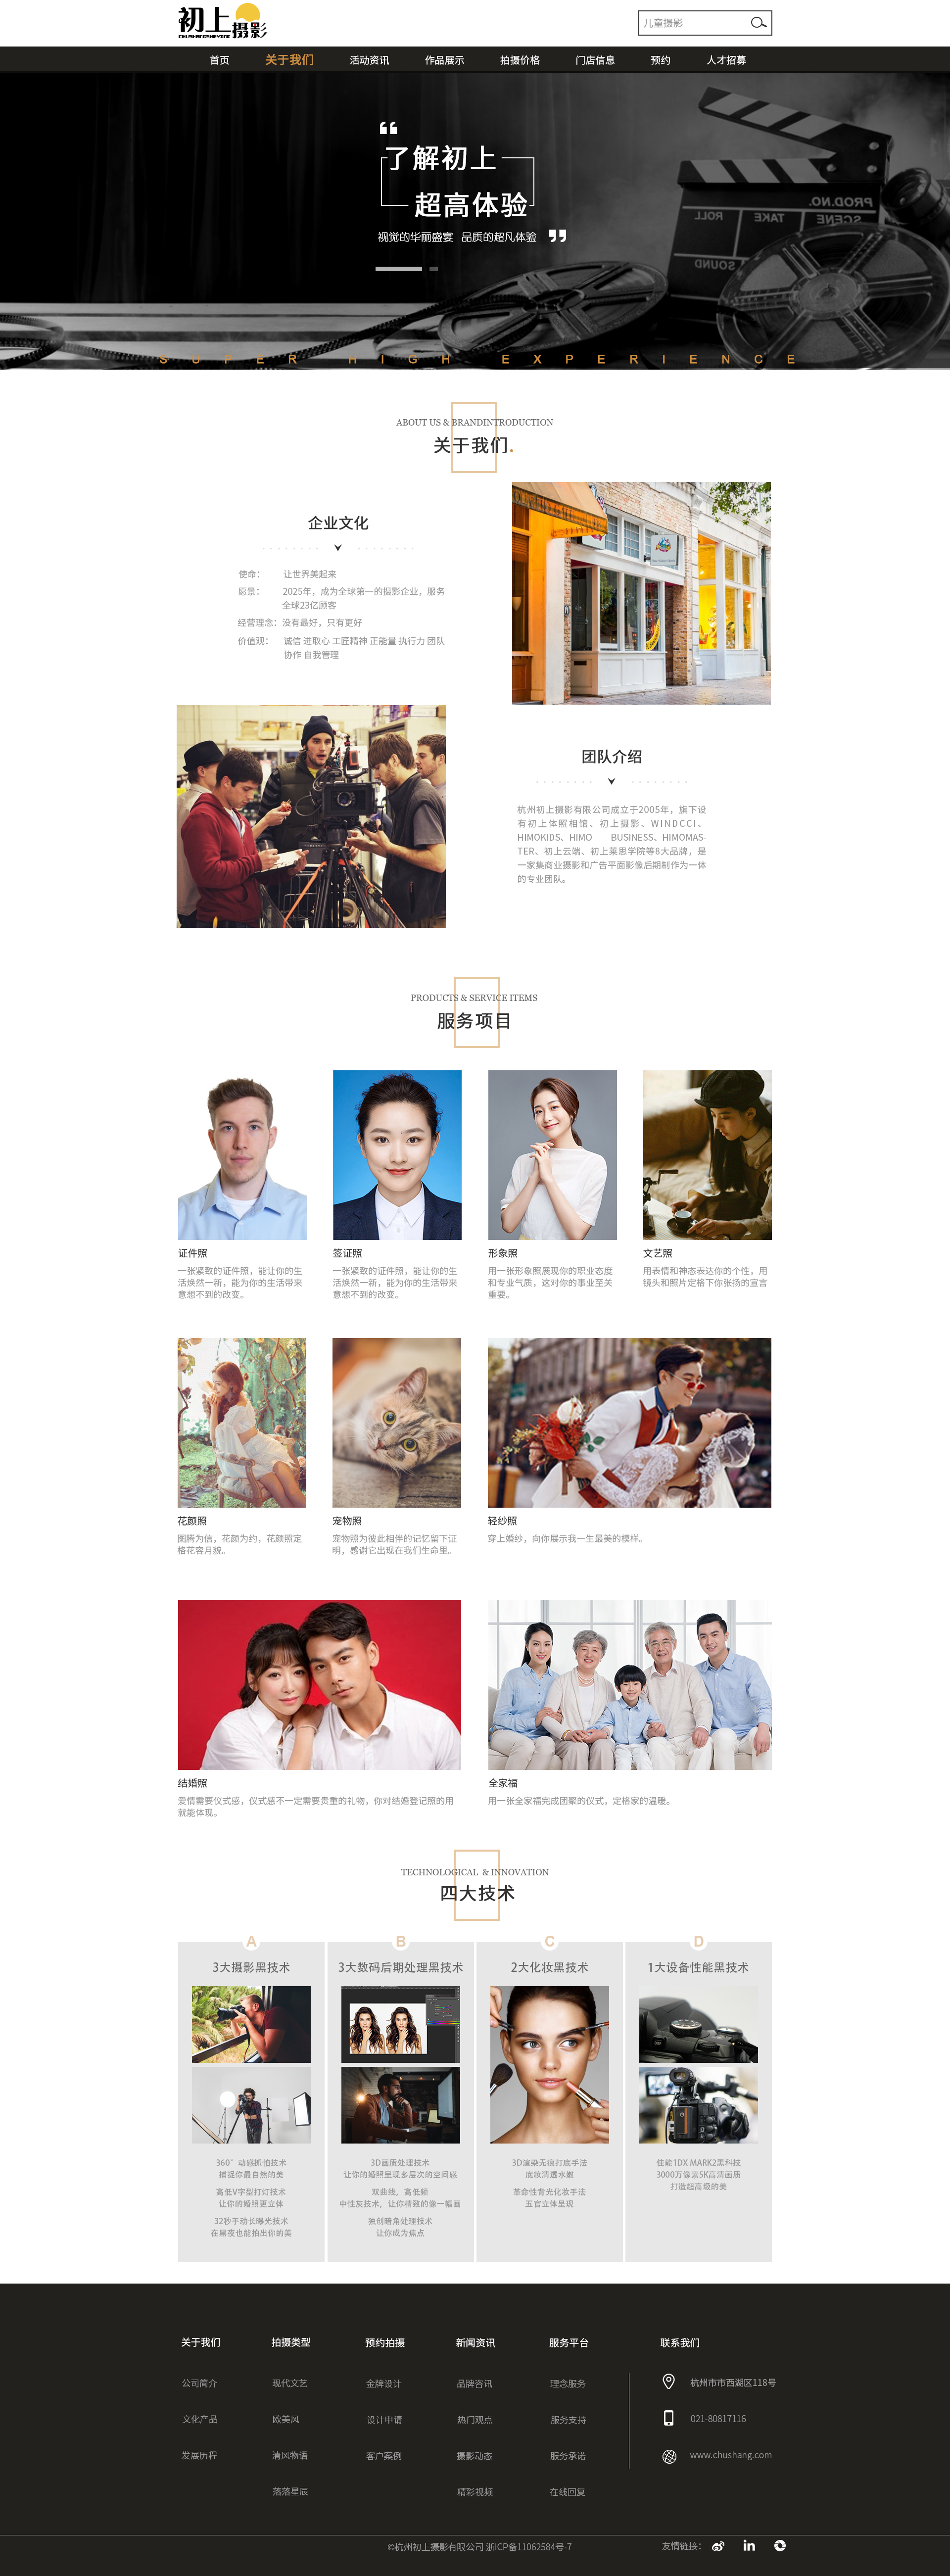 初上摄影
CHUSHANGSHEYING
儿童摄影
首页 关于我们 活动资讯 作品展示 拍摄价格 门店信息 预约 人才招募
“
了解初上
超高体验
视觉的华丽盛宴 品质的超凡体验 ”
PROD.NO.
SCENE TAKE ROLL
SOUND
SUPER HIGH EXPERIENCE
ABOUT US & BRANDINTRODUCTION
关于我们.
企业文化
使命： 让世界美起来
愿景： 2025年，成为全球第一的摄影企业，服务
全球23亿顾客
经营理念：没有最好，只有更好
价值观： 诚信 进取心 工匠精神 正能量 执行力 团队
协作 自我管理
团队介绍
杭州初上摄影有限公司成立于2005年，旗下设
有初上体照相馆、初上摄影、WINDCCI、
HIMOKIDS、HIMO BUSINESS、HIMOMAS-
TER、初上云端、初上莱思学院等8大品牌，是
一家集商业摄影和广告平面影像后期制作为一体
的专业团队。
PRODUCTS & SERVICE ITEMS
服务项目
证件照
一张紧致的证件照，能让你的生
活焕然一新，能为你的生活带来
意想不到的改变。
签证照
一张紧致的证件照，能让你的生
活焕然一新，能为你的生活带来
意想不到的改变。
形象照
用一张形象照展现你的职业态度
和专业气质，这对你的事业至关
重要。
文艺照
用表情和神态表达你的个性，用
镜头和照片定格下你张扬的宣言
花颜照
图腾为信，花颜为约，花颜照定
格花容月貌。
宠物照
宠物照为彼此相伴的记忆留下证
明，感谢它出现在我们生命里。
轻纱照
穿上婚纱，向你展示我一生最美的模样。
结婚照
爱情需要仪式感，仪式感不一定需要贵重的礼物，你对结婚登记照的用
就能体现。
全家福
用一张全家福完成团聚的仪式，定格家的温暖。
TECHNOLOGICAL & INNOVATION
四大技术
A
3大摄影黑技术
360°动感抓怕技术
捕捉你最自然的美
高低V字型打灯技术
让你的婚照更立体
32秒手动长曝光技术
在黑夜也能拍出你的美
B
3大数码后期处理黑技术
3D画质处理技术
让你的婚照呈现多层次的空间感
双曲线，高低频
中性灰技术，让你精致的像一幅画
独创暗角处理技术
让你成为焦点
C
2大化妆黑技术
3D渲染无痕打底手法
底妆清透水嫩
革命性背光化妆手法
五官立体呈现
D
1大设备性能黑技术
佳能1DX MARK2黑科技
3000万像素5K高清画质
打造超高级的美
关于我们
公司简介
文化产品
发展历程
拍摄类型
现代文艺
欧美风
清风物语
落落星辰
预约拍摄
金牌设计
设计申请
客户案例
新闻资讯
品牌咨讯
热门观点
摄影动态
精彩视频
服务平台
理念服务
服务支持
服务承诺
在线回复
联系我们
杭州市市西湖区118号
021-80817116
www.chushang.com
©杭州初上摄影有限公司 浙ICP备11062584号-7
友情链接：